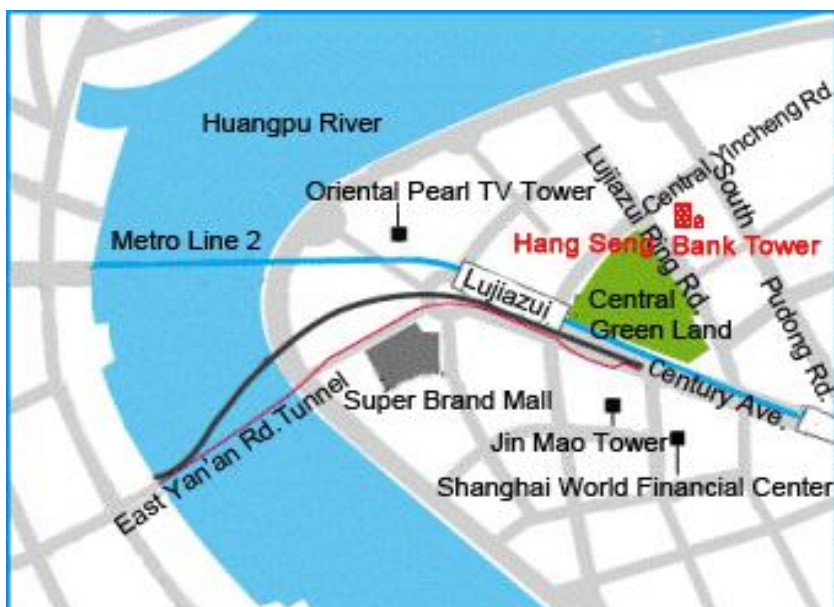 Huangpu River
Oriental Pearl TV Tower
Metro Line 2
Lujiazui
Lujiazui Ring Rd.
Central Yincheng Rd.
South Pudong Rd.
Hang Seng Bank Tower
Central
Green Land
Century Ave.
East Yan'an Rd.Tunnel
Super Brand Mall
Jin Mao Tower
Shanghai World Financial Center